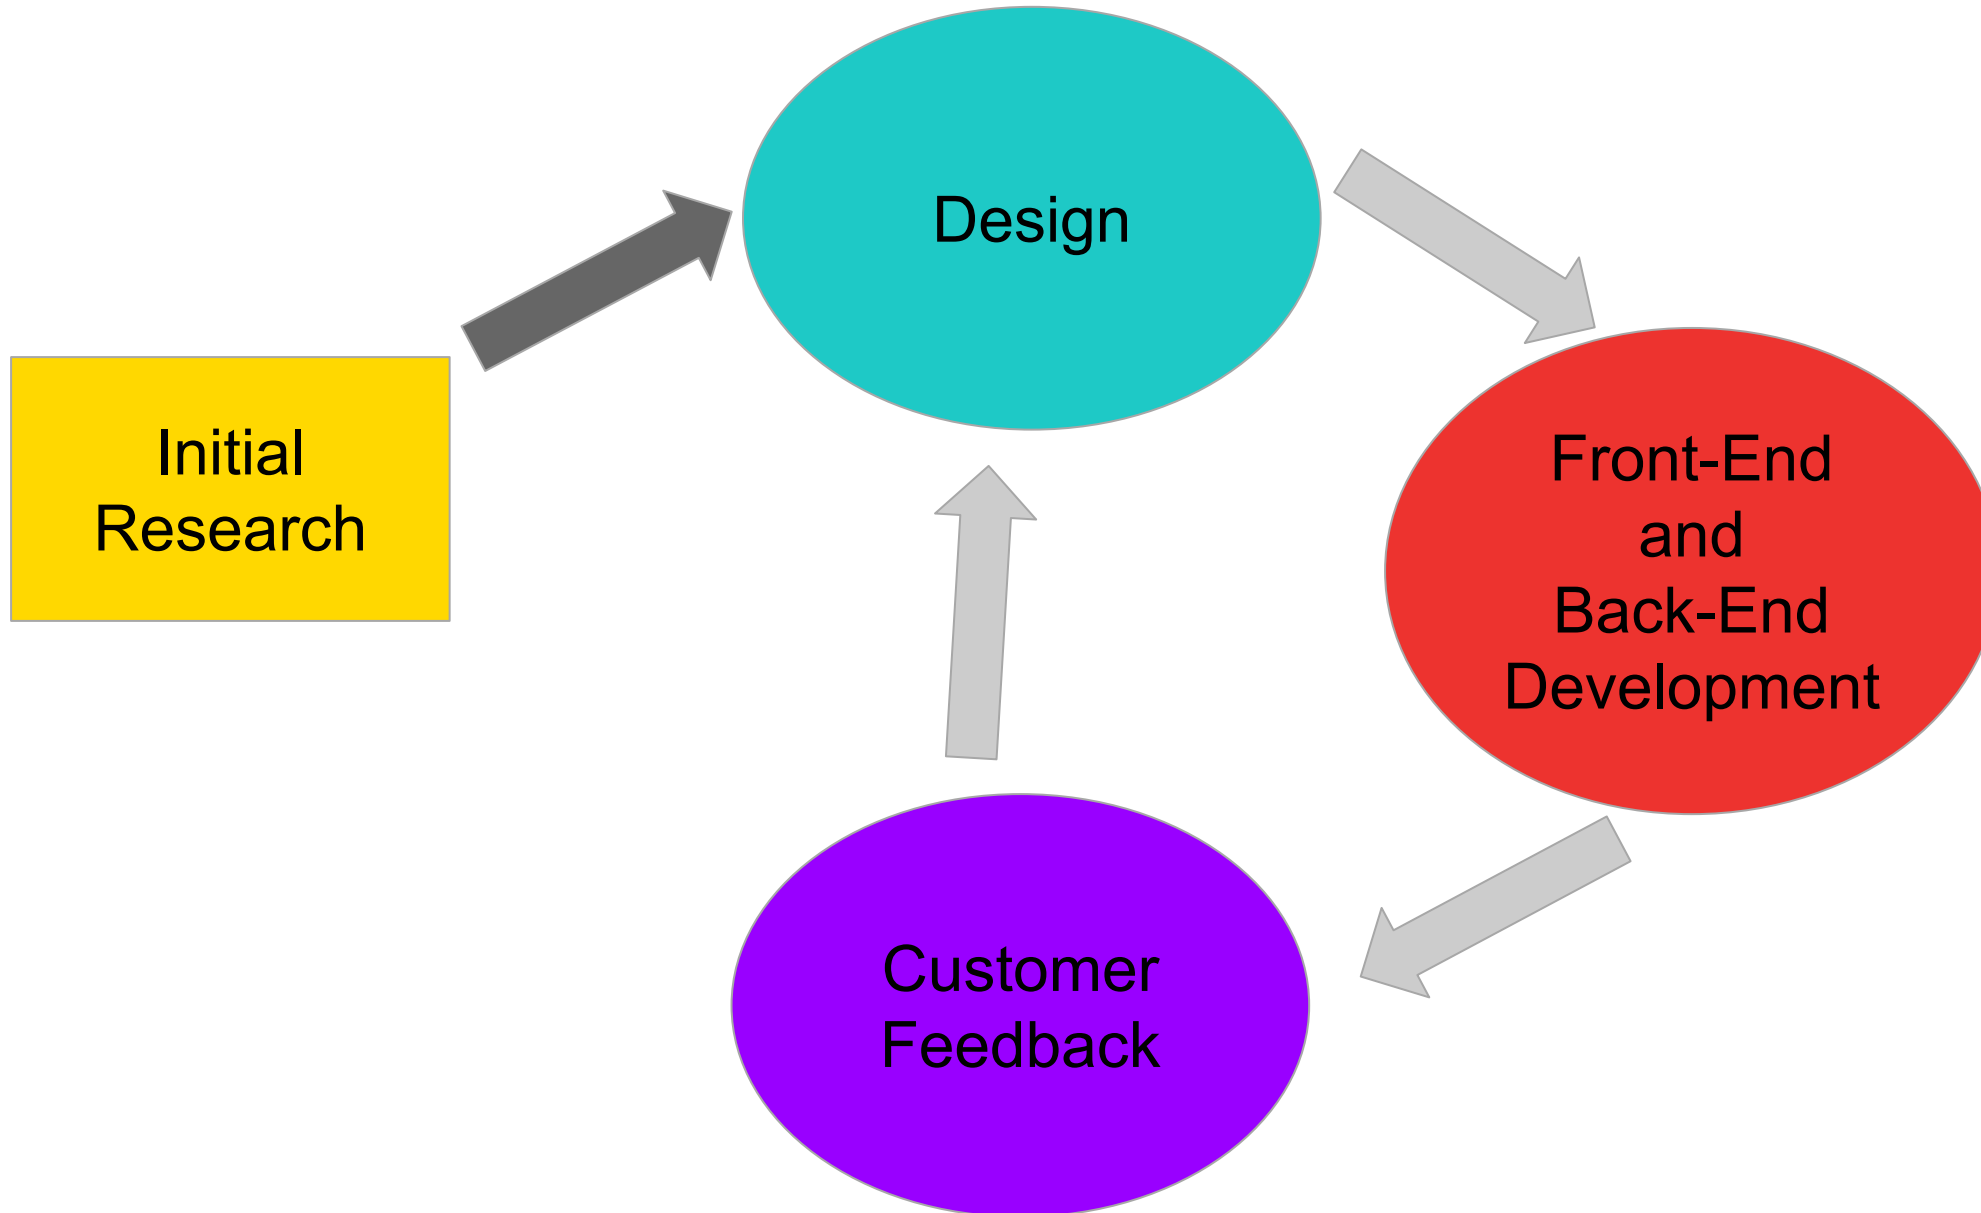 Design
Initial
Research
Front-End
and
Back-End
Development
Customer
Feedback